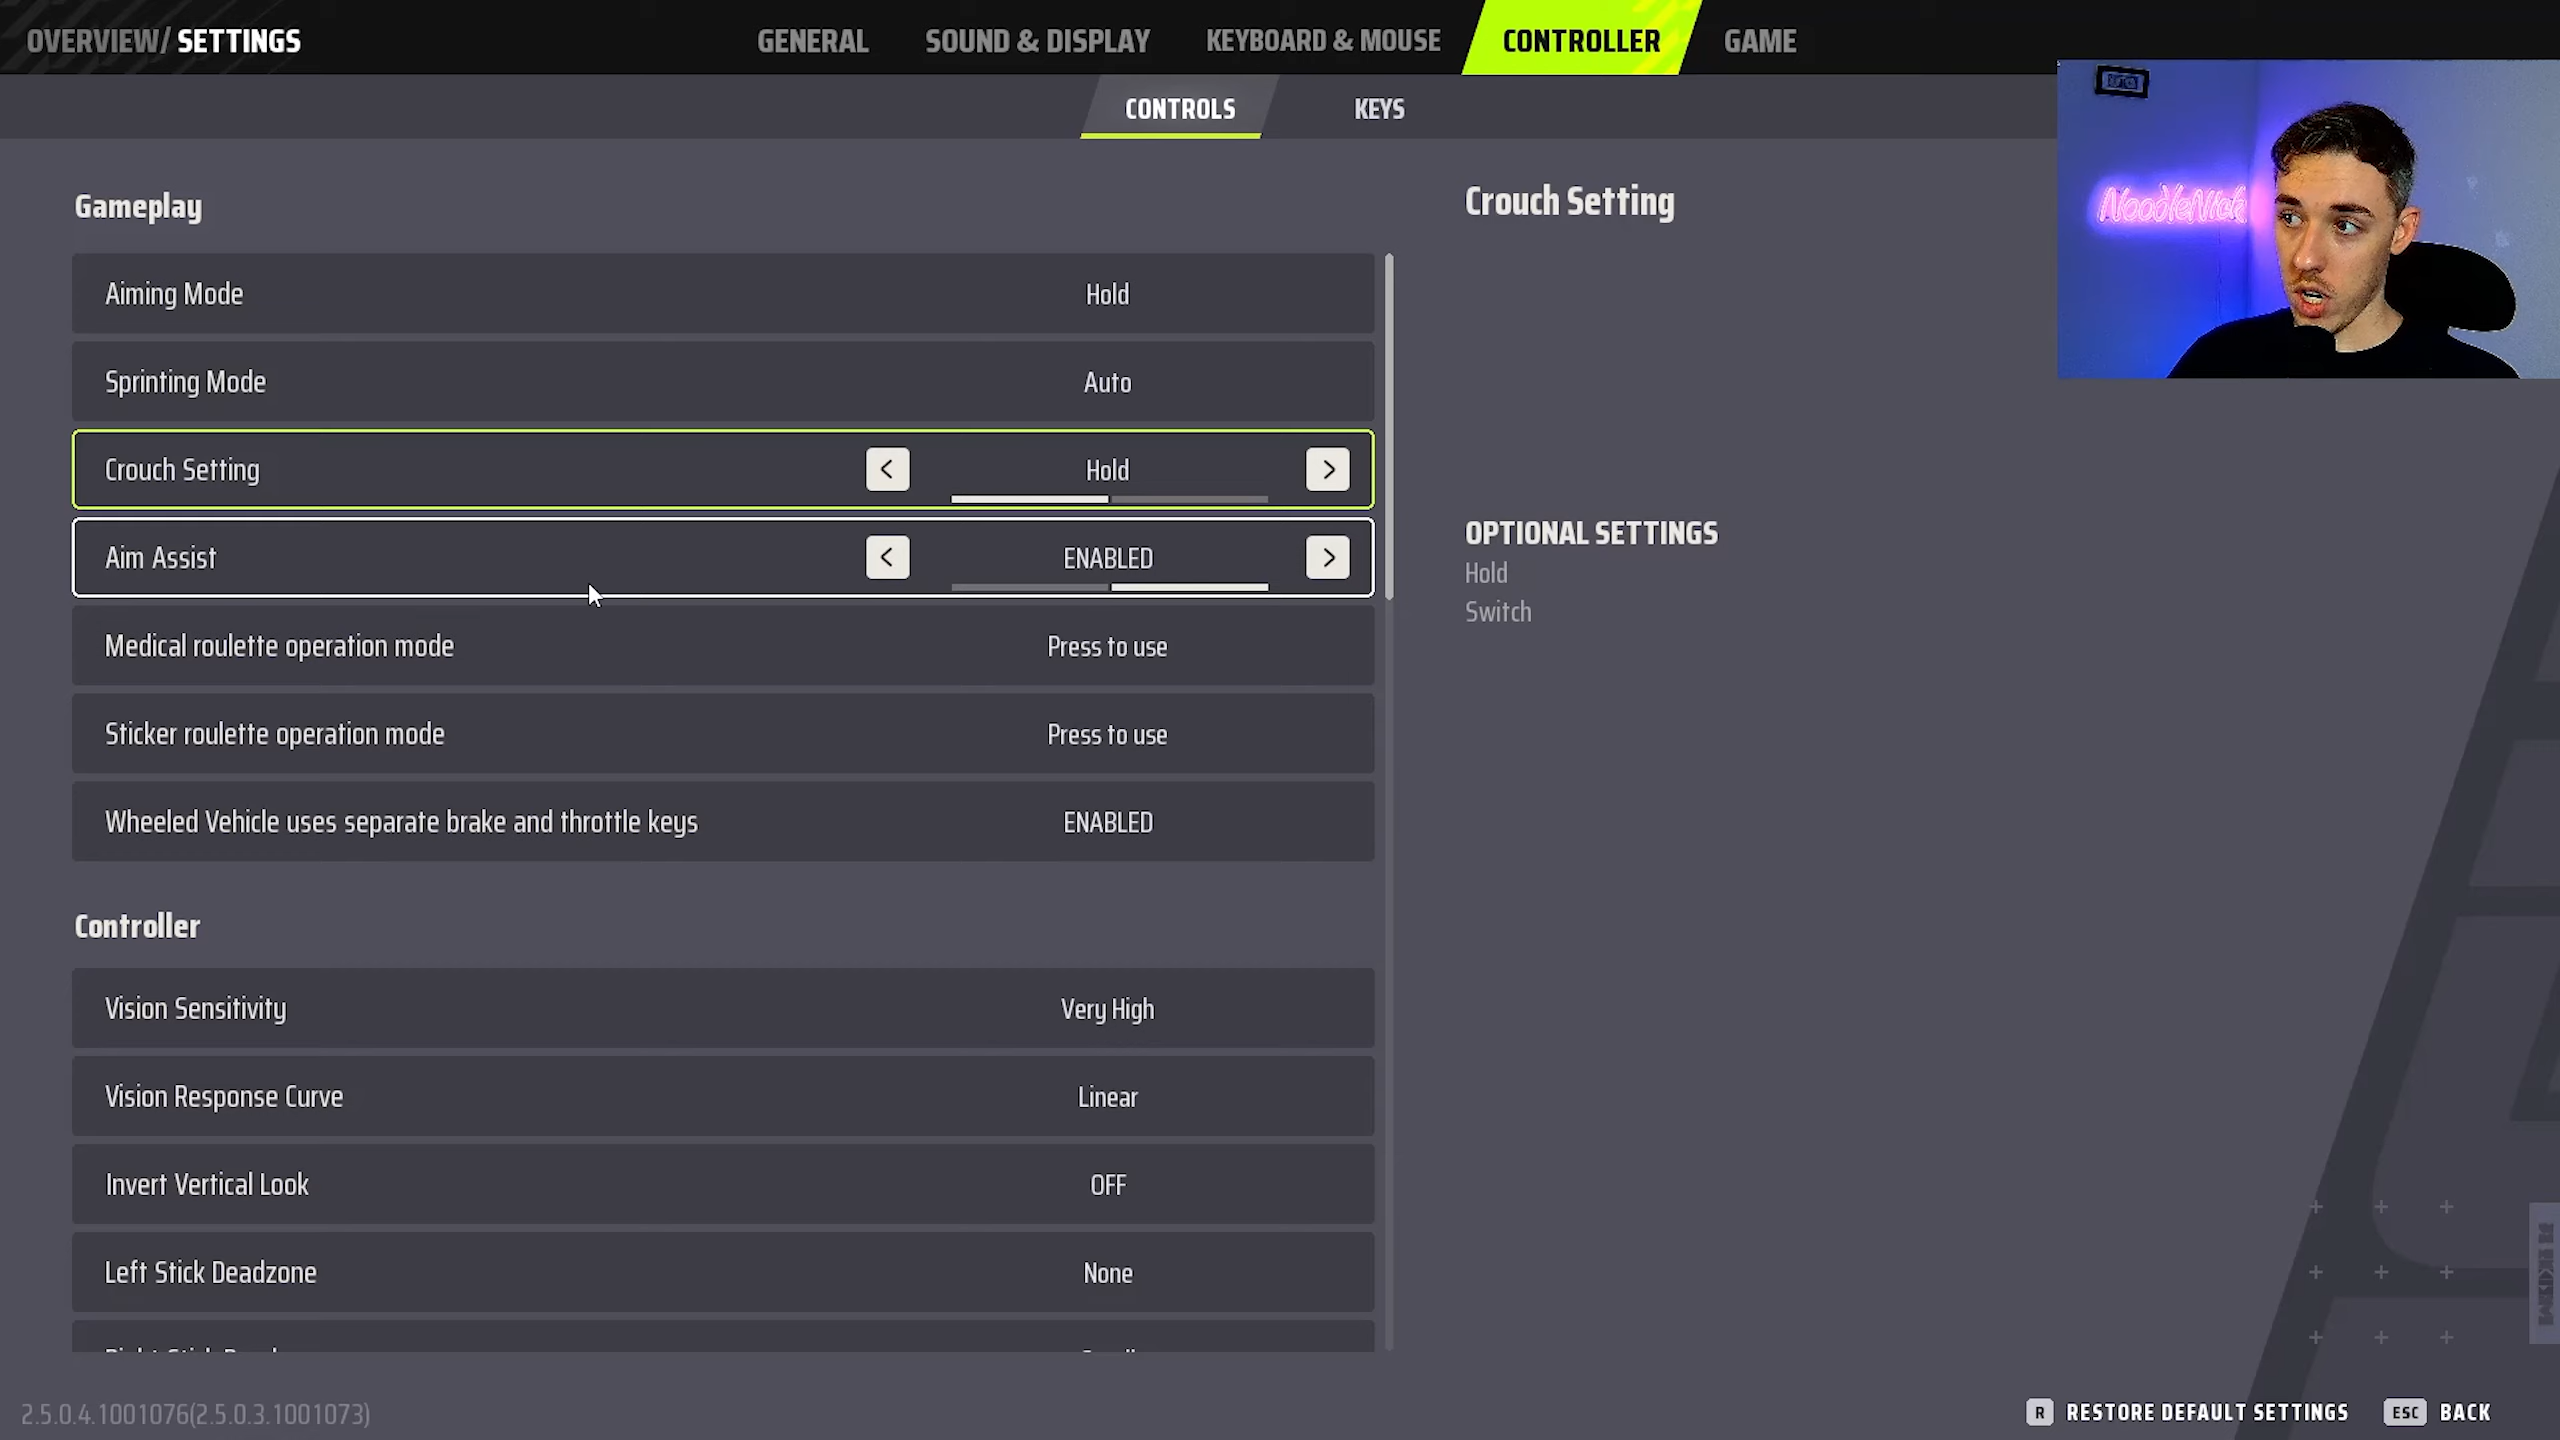 OVERVIEW/ SETTINGS
GENERAL
SOUND & DISPLAY
KEYBOARD & MOUSE
CONTROLLER
GAME
CONTROLS
KEYS
NoodleNick
Gameplay
Aiming Mode Hold
Sprinting Mode Auto
Crouch Setting < Hold >
Aim Assist < ENABLED >
Medical roulette operation mode Press to use
Sticker roulette operation mode Press to use
Wheeled Vehicle uses separate brake and throttle keys ENABLED
Controller
Vision Sensitivity Very High
Vision Response Curve Linear
Invert Vertical Look OFF
Left Stick Deadzone None
Crouch Setting
OPTIONAL SETTINGS
Hold
Switch
2.5.0.4.1001076(2.5.0.3.1001073)
R RESTORE DEFAULT SETTINGS
ESC BACK